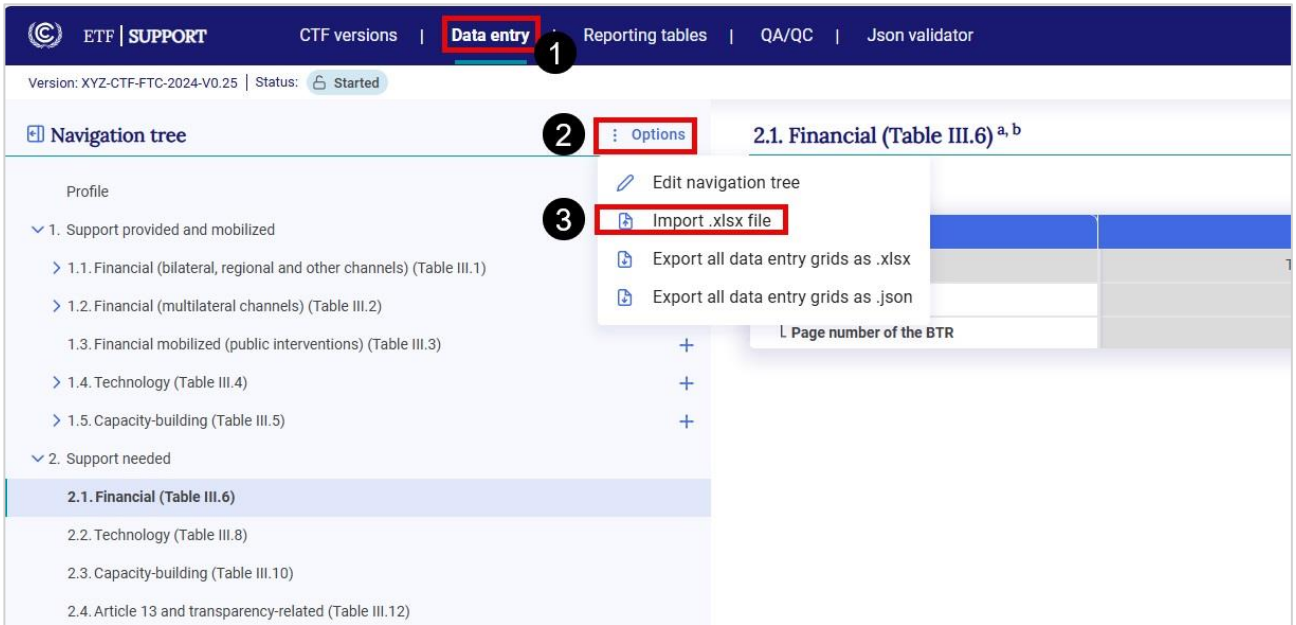 ETF | SUPPORT CTF versions | Data entry | Reporting tables | QA/QC | Json validator
1
Version: XYZ-CTF-FTC-2024-V0.25 | Status: Started
Navigation tree
2
Options
2.1. Financial (Table III.6) a, b
Edit navigation tree
3
Import .xlsx file
Export all data entry grids as .xlsx
Export all data entry grids as .json
L Page number of the BTR
Profile
1. Support provided and mobilized
1.1. Financial (bilateral, regional and other channels) (Table III.1)
1.2. Financial (multilateral channels) (Table III.2)
1.3. Financial mobilized (public interventions) (Table III.3) +
1.4. Technology (Table III.4) +
1.5. Capacity-building (Table III.5) +
2. Support needed
2.1. Financial (Table III.6)
2.2. Technology (Table III.8)
2.3. Capacity-building (Table III.10)
2.4. Article 13 and transparency-related (Table III.12)